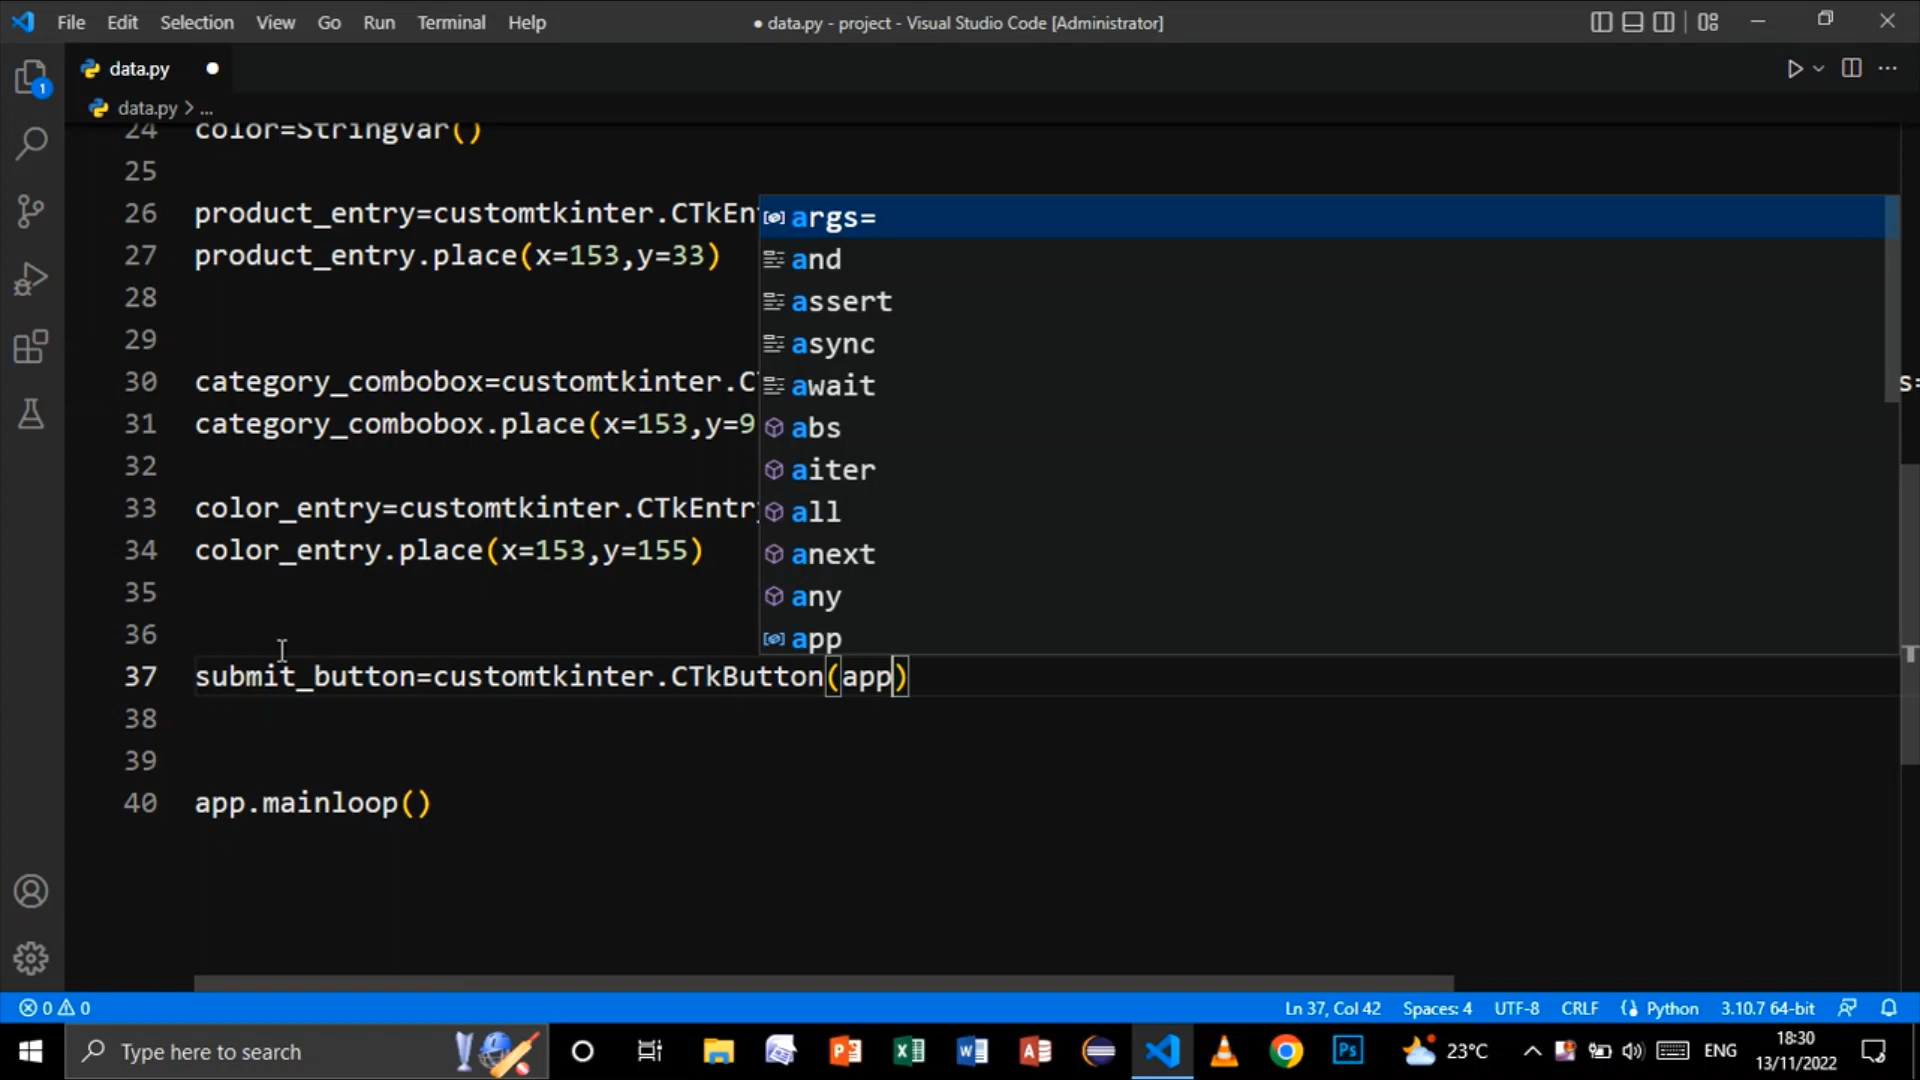 File Edit Selection View Go Run Terminal Help
● data.py - project - Visual Studio Code [Administrator]
1
data.py
data.py > ...
24 color=StringVar()
25
26 product_entry=customtkinter.CTkEn
27 product_entry.place(x=153,y=33)
28
29
30 category_combobox=customtkinter.C
s=
31 category_combobox.place(x=153,y=9
32
33 color_entry=customtkinter.CTkEntr
34 color_entry.place(x=153,y=155)
35
36
37 submit_button=customtkinter.CTkButton(app)
38
39
40 app.mainloop()
args=
and
assert
async
await
abs
aiter
all
anext
any
app
0 0
Ln 37, Col 42 Spaces: 4 UTF-8 CRLF Python 3.10.7 64-bit
Type here to search
Ps
23°C
ENG
18:30
13/11/2022